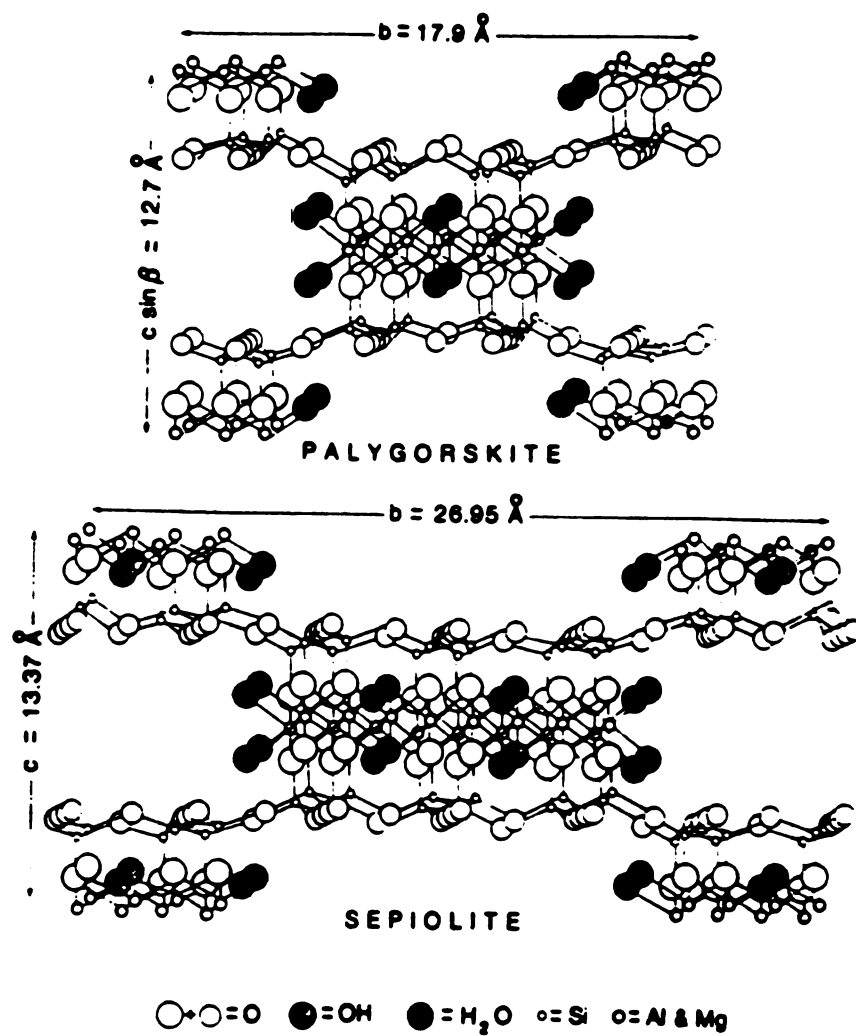 b = 17.9 Å
c sin β = 12.7 Å
PALYGORSKITE
b = 26.95 Å
c = 13.37 Å
SEPIOLITE
+ = O = OH = H₂O = Si = Al & Mg